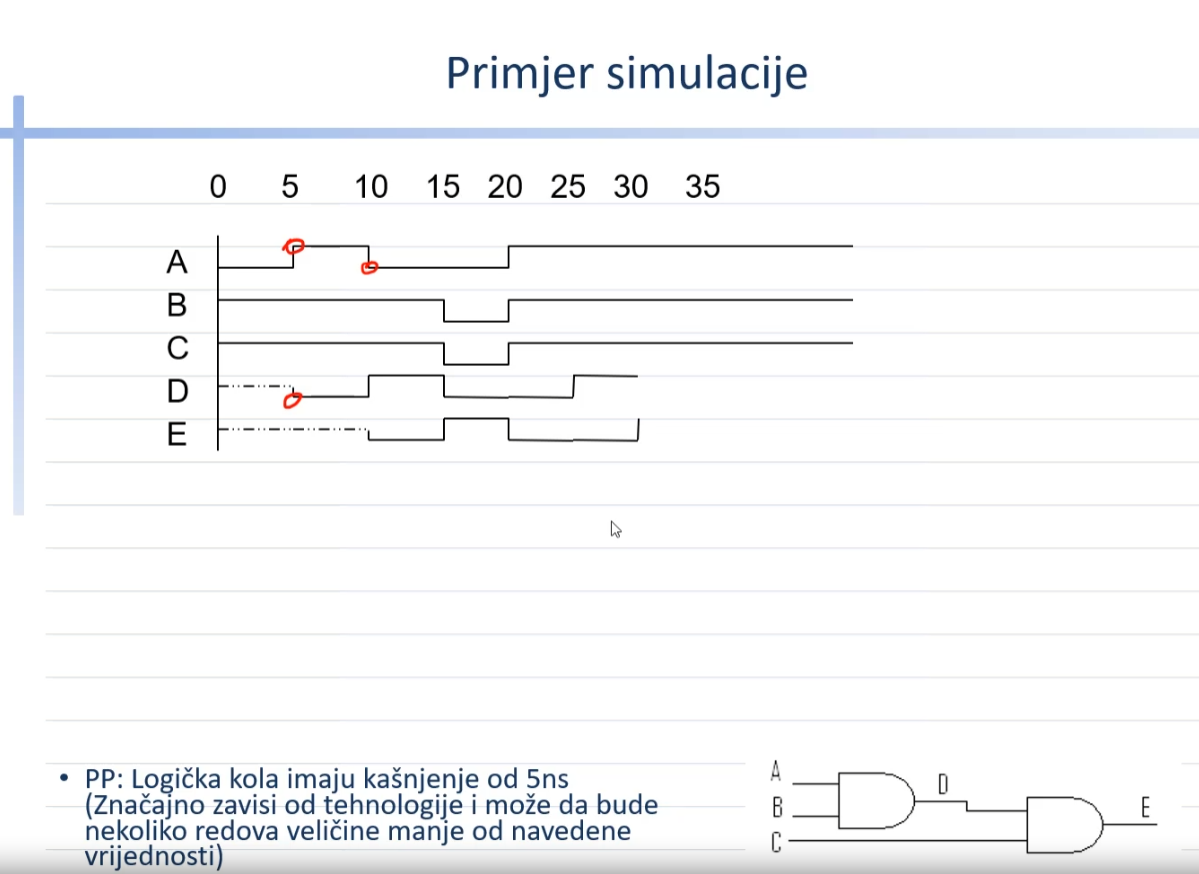 Primjer simulacije
0 5 10 15 20 25 30 35
A
B
C
D
E
• PP: Logička kola imaju kašnjenje od 5ns
(Značajno zavisi od tehnologije i može da bude
nekoliko redova veličine manje od navedene
vrijednosti)
A
B
C
D
E